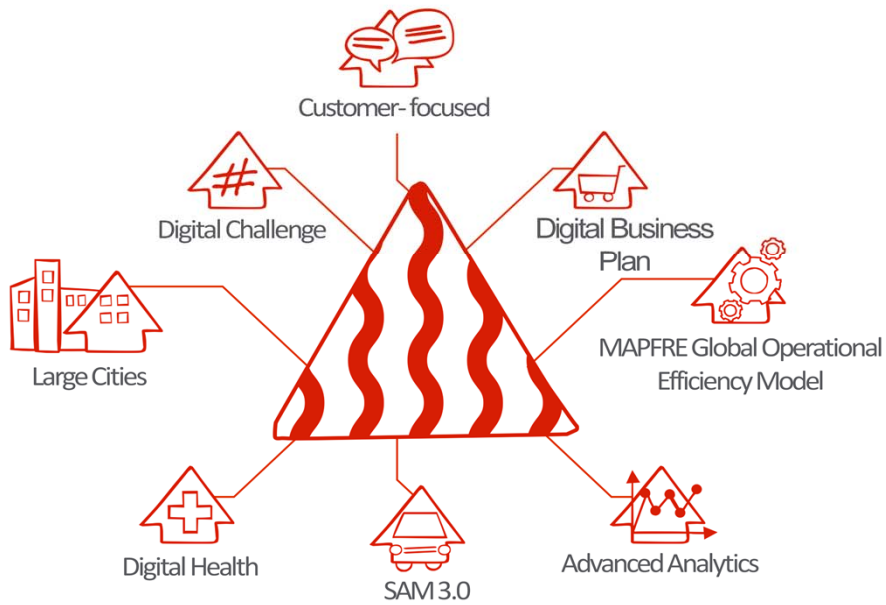 Customer- focused
Digital Challenge
Digital Business
Plan
Large Cities
MAPFRE Global Operational
Efficiency Model
Digital Health
SAM 3.0
Advanced Analytics